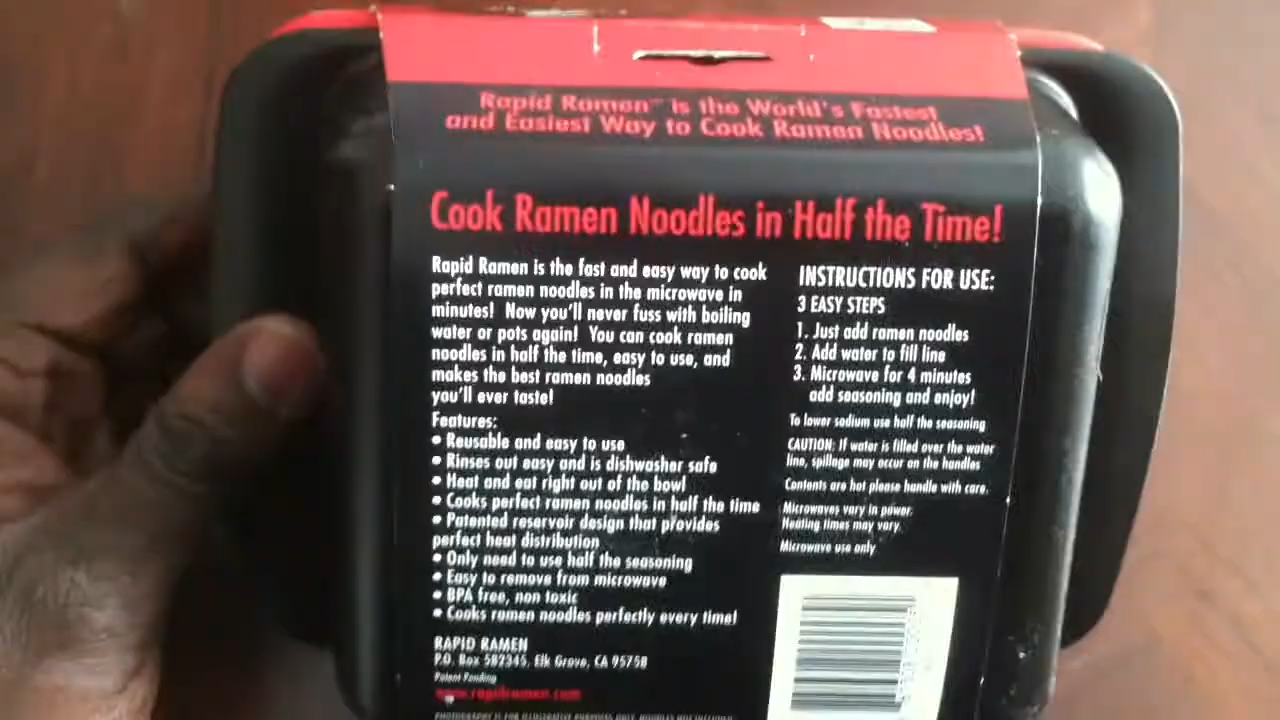 Rapid Ramen™ is the World's Fastest
and Easiest Way to Cook Ramen Noodles!
Cook Ramen Noodles in Half the Time!
Rapid Ramen is the fast and easy way to cook
perfect ramen noodles in the microwave in
minutes! Now you'll never fuss with boiling
water or pots again! You can cook ramen
noodles in half the time, easy to use, and
makes the best ramen noodles
you'll ever taste!
Features:
• Reusable and easy to use
• Rinses out easy and is dishwasher safe
• Heat and eat right out of the bowl
• Cooks perfect ramen noodles in half the time
• Patented reservoir design that provides
perfect heat distribution
• Only need to use half the seasoning
• Easy to remove from microwave
• BPA free, non toxic
• Cooks ramen noodles perfectly every time!
RAPID RAMEN
P.O. Box 582345, Elk Grove, CA 95758
Patent Pending
www.rapidramen.com
PHOTOGRAPHY IS FOR ILLUSTRATIVE PURPOSES ONLY, NOODLES NOT INCLUDED
INSTRUCTIONS FOR USE:
3 EASY STEPS
1. Just add ramen noodles
2. Add water to fill line
3. Microwave for 4 minutes
add seasoning and enjoy!
To lower sodium use half the seasoning
CAUTION: If water is filled over the water
line, spillage may occur on the handles
Contents are hot please handle with care.
Microwaves vary in power.
Heating times may vary.
Microwave use only